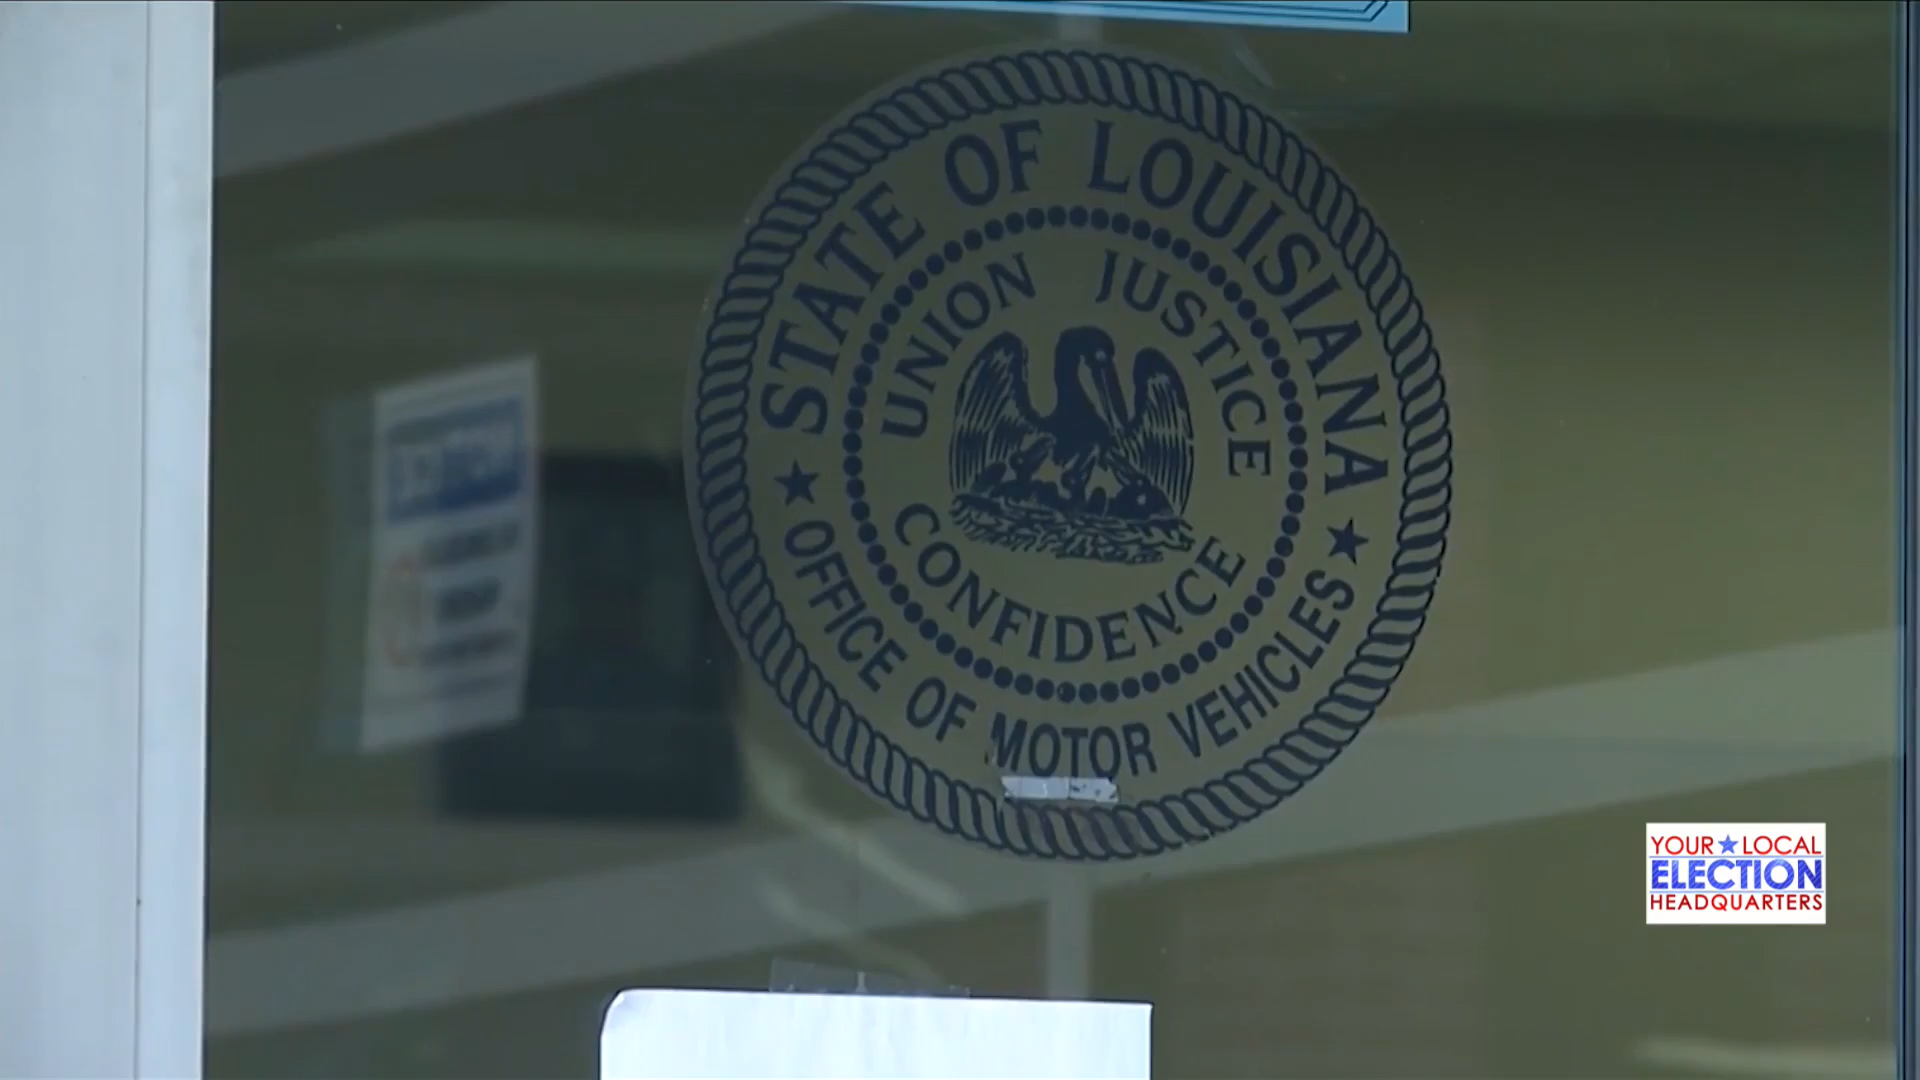 STATE OF LOUISIANA
UNION JUSTICE
CONFIDENCE
OFFICE OF MOTOR VEHICLES
YOUR LOCAL
ELECTION
HEADQUARTERS